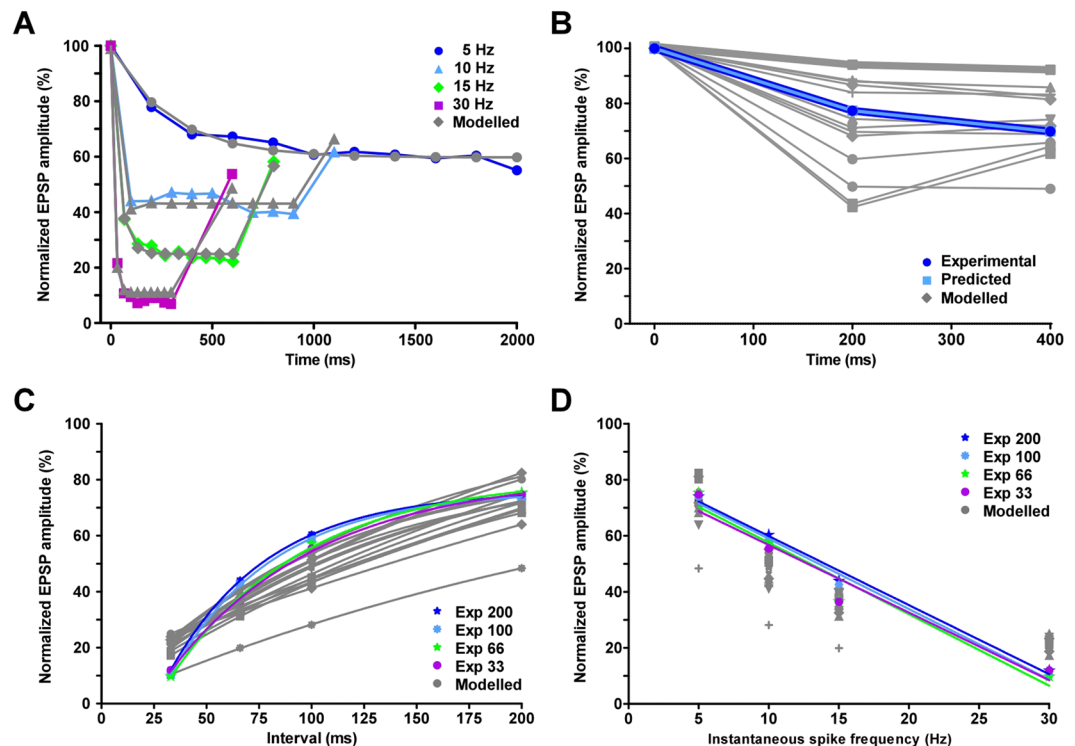 A
Normalized EPSP amplitude (%)
100
80
60
40
20
0
5 Hz
10 Hz
15 Hz
30 Hz
Modelled
0
500
1000
1500
2000
Time (ms)
B
Normalized EPSP amplitude (%)
100
80
60
40
20
0
Experimental
Predicted
Modelled
0
100
200
300
400
Time (ms)
C
Normalized EPSP amplitude (%)
100
80
60
40
20
0
Exp 200
Exp 100
Exp 66
Exp 33
Modelled
0
25
50
75
100
125
150
175
200
Interval (ms)
D
Normalized EPSP amplitude (%)
100
80
60
40
20
0
Exp 200
Exp 100
Exp 66
Exp 33
Modelled
0
5
10
15
20
25
30
Instantaneous spike frequency (Hz)